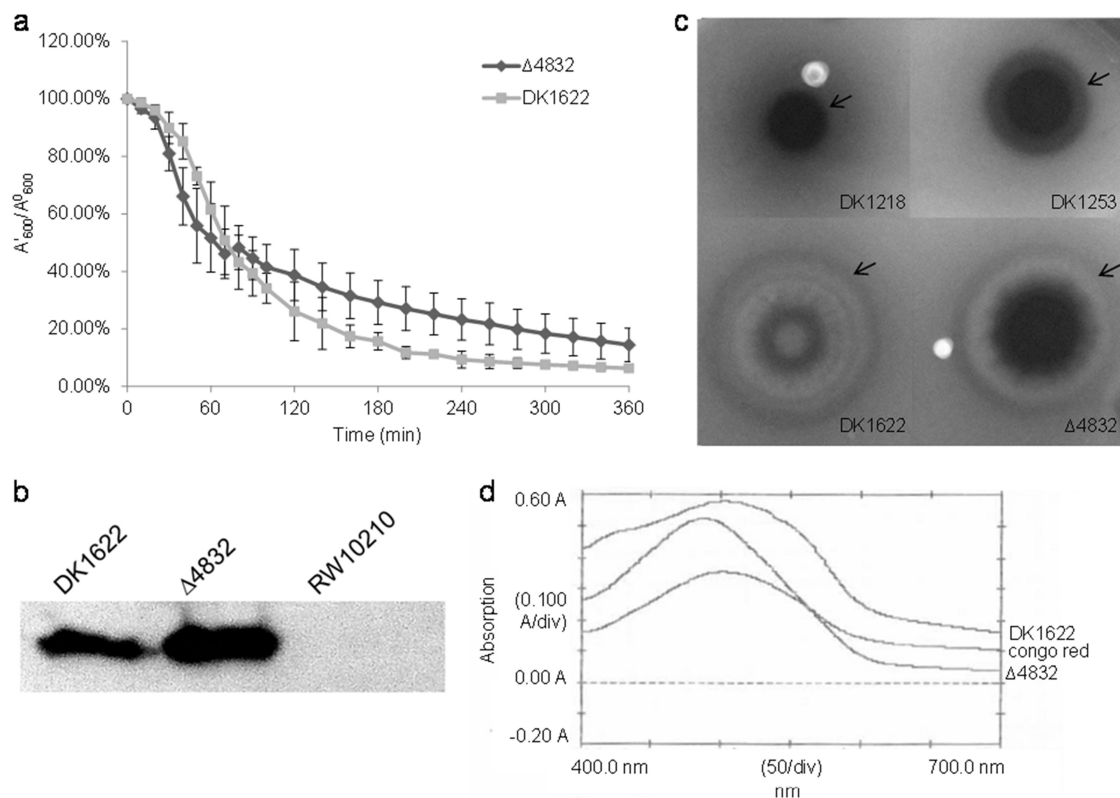 a
120.00%
100.00%
80.00%
60.00%
40.00%
20.00%
0.00%
A'600/A0600
0 60 120 180 240 300 360
Time (min)
Δ4832
DK1622
b
DK1622
Δ4832
RW10210
c
DK1218
DK1253
DK1622
Δ4832
d
0.60 A
(0.100
A/div)
0.00 A
-0.20 A
Absorption
400.0 nm (50/div) 700.0 nm
nm
DK1622
congo red
Δ4832